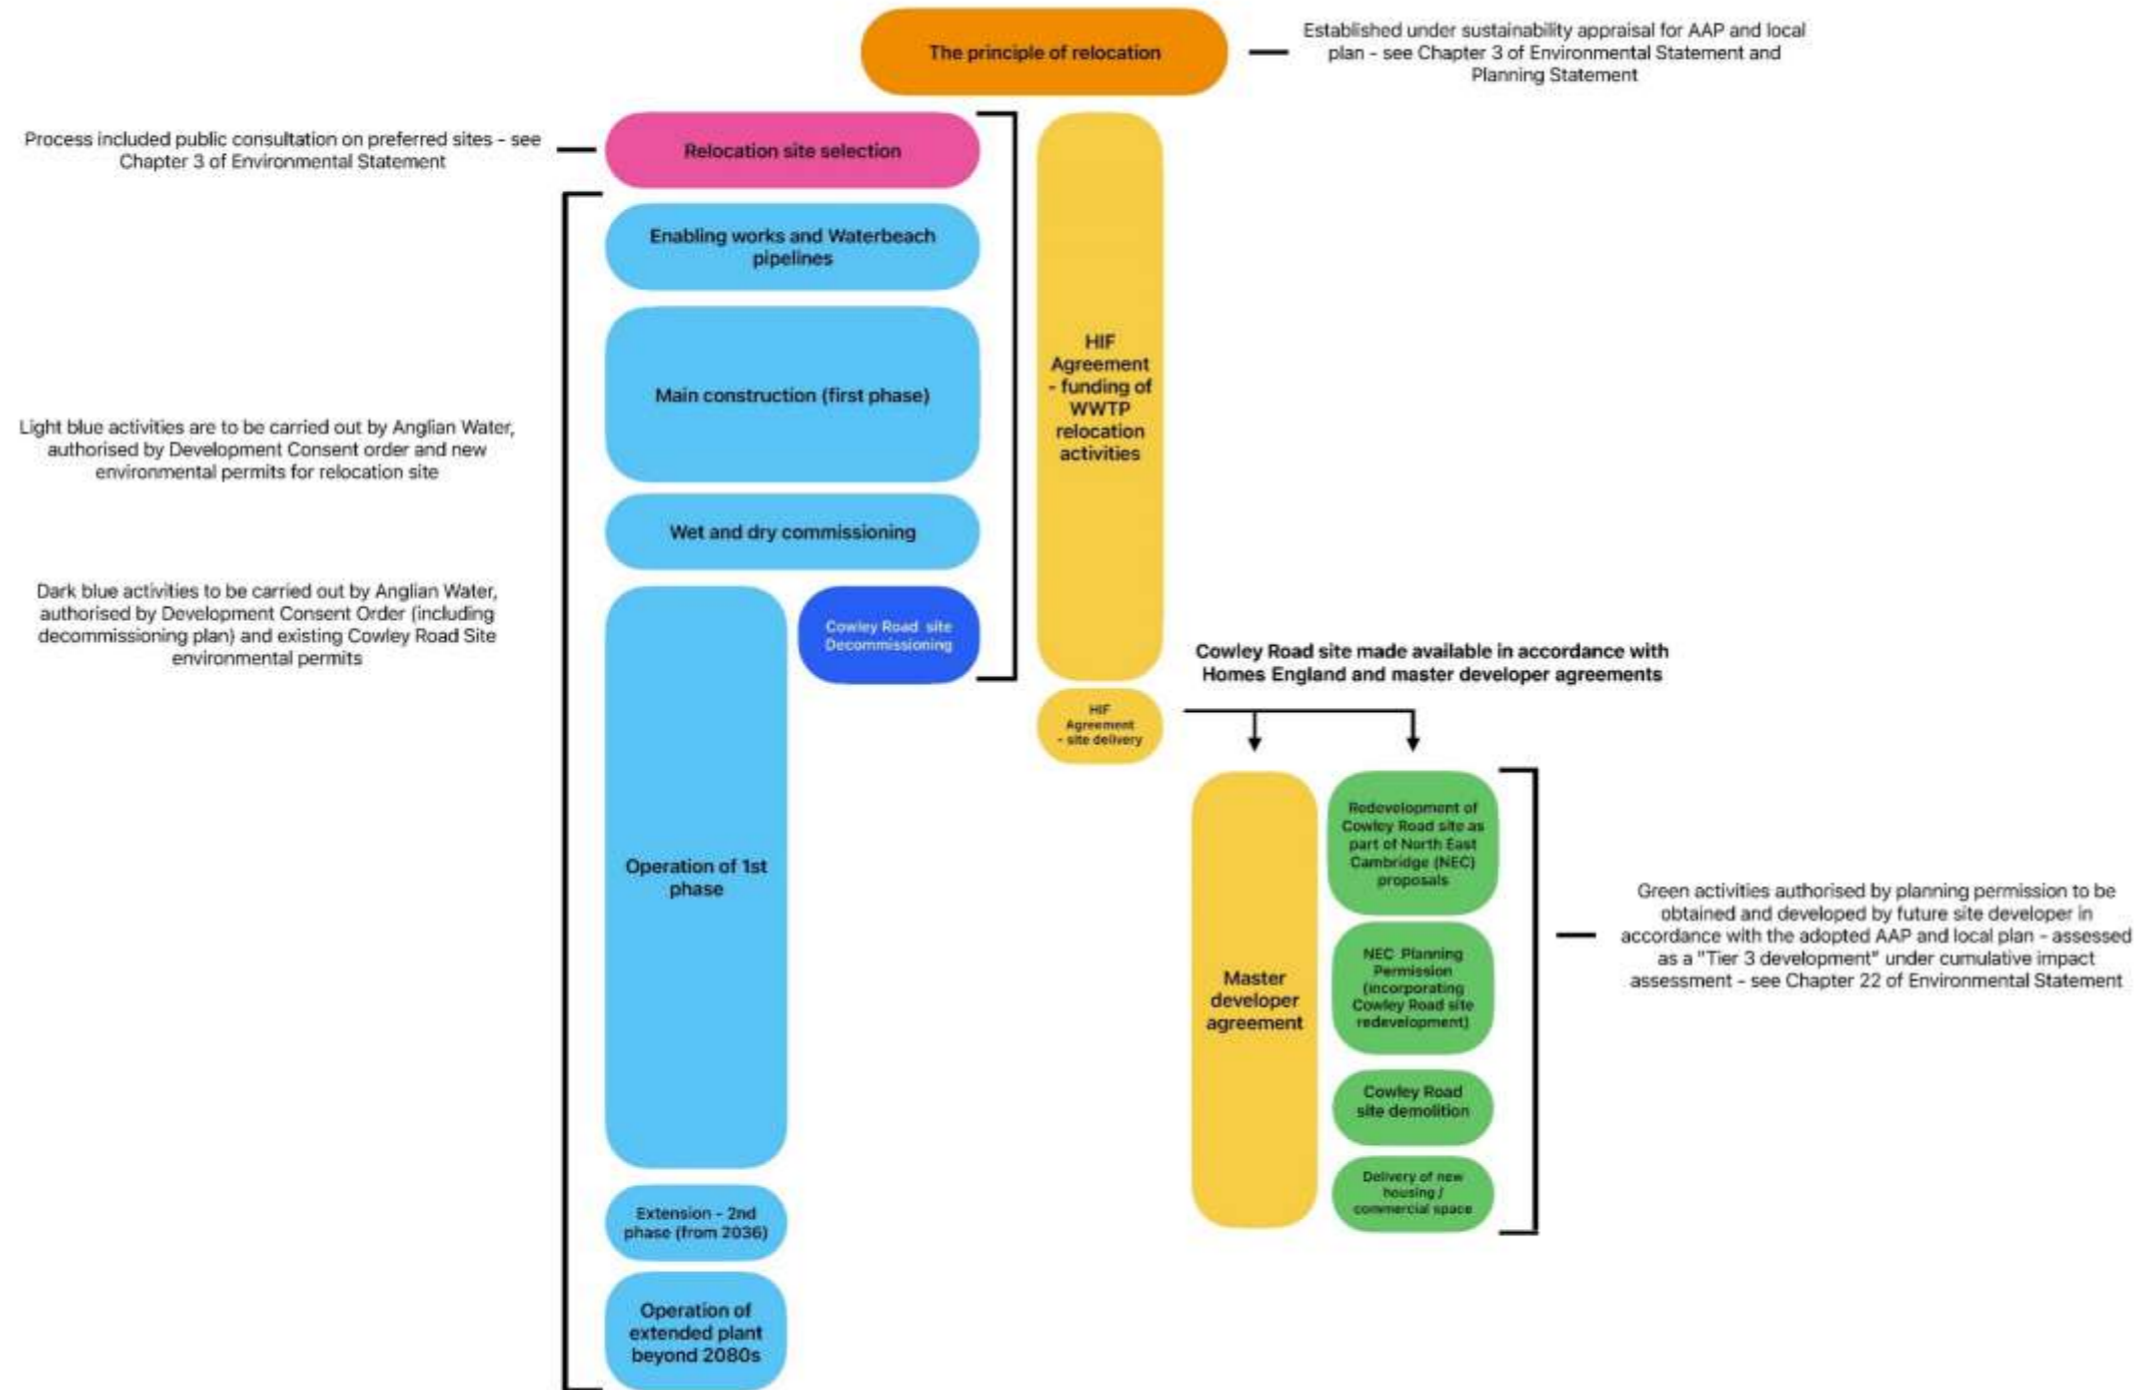 The principle of relocation
Established under sustainability appraisal for AAP and local
plan - see Chapter 3 of Environmental Statement and
Planning Statement
Process included public consultation on preferred sites - see
Chapter 3 of Environmental Statement
Relocation site selection
Enabling works and Waterbeach
pipelines
Main construction (first phase)
HIF
Agreement
- funding of
WWTP
relocation
activities
Light blue activities are to be carried out by Anglian Water,
authorised by Development Consent order and new
environmental permits for relocation site
Wet and dry commissioning
Dark blue activities to be carried out by Anglian Water,
authorised by Development Consent Order (including
decommissioning plan) and existing Cowley Road Site
environmental permits
Cowley Road site
Decommissioning
Cowley Road site made available in accordance with
Homes England and master developer agreements
HIF
Agreement
- site delivery
Operation of 1st
phase
Master
developer
agreement
Redevelopment of
Cowley Road site as
part of North East
Cambridge (NEC)
proposals
NEC Planning
Permission
(incorporating
Cowley Road site
redevelopment)
Cowley Road
site demolition
Delivery of new
housing /
commercial space
Green activities authorised by planning permission to be
obtained and developed by future site developer in
accordance with the adopted AAP and local plan - assessed
as a "Tier 3 development" under cumulative impact
assessment - see Chapter 22 of Environmental Statement
Extension - 2nd
phase (from 2036)
Operation of
extended plant
beyond 2080s